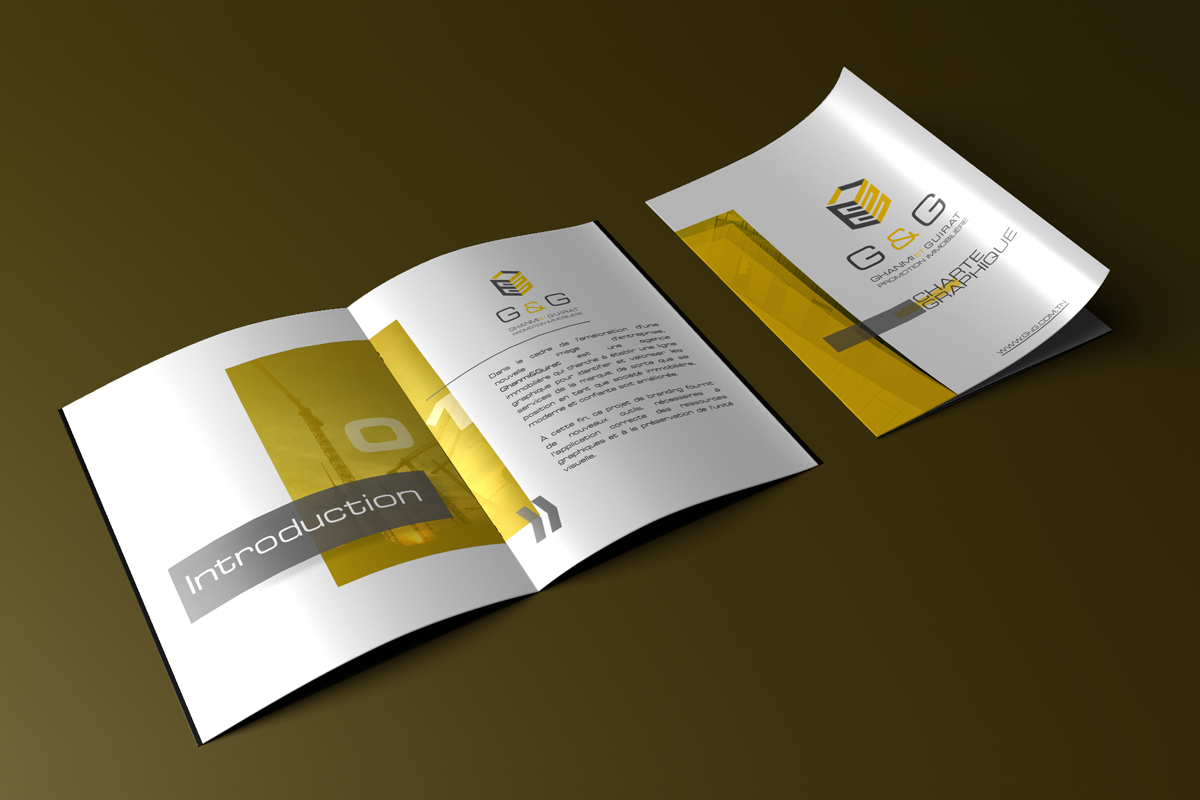 01
Introduction
G & G
GHANMI ET GUIRAT
PROMOTION IMMOBILIÈRE
Dans le cadre de l'amélioration d'une
nouvelle image d'entreprise,
Ghanmi&Guirat est une agence
immobilière qui cherche à établir une ligne
graphique pour identifier et valoriser les
services de la marque, de sorte que sa
position en tant que société immobilière,
moderne et confiente soit améliorée.
À cette fin, ce projet de branding fournit
de nouveaux outils, nécessaires à
l'application correcte des ressources
graphiques et à la préservation de l'unité
visuelle.
G & G
GHANMI ET GUIRAT
PROMOTION IMMOBILIÈRE
CHARTE
GRAPHIQUE
WWW.GNG.COM.TN